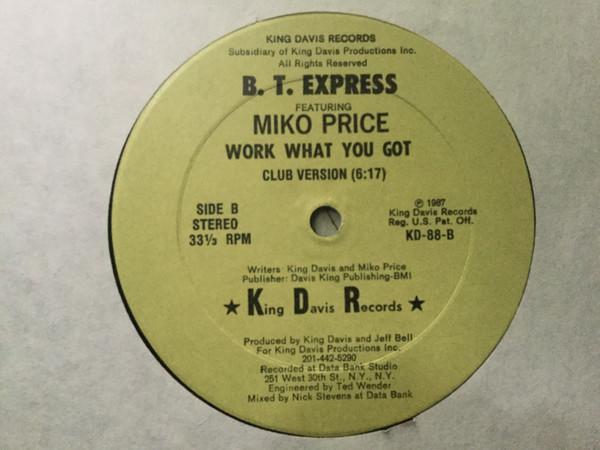 KING DAVIS RECORDS
Subsidiary of King Davis Productions Inc.
All Rights Reserved
B. T. EXPRESS
FEATURING
MIKO PRICE
WORK WHAT YOU GOT
CLUB VERSION (6:17)
SIDE B
STEREO
33⅓ RPM
℗ 1987
King Davis Records
Reg. U.S. Pat. Off.
KD-88-B
Writers: King Davis and Miko Price
Publisher: Davis King Publishing-BMI
★ King Davis Records ★
Produced by King Davis and Jeff Bell
For King Davis Productions Inc.
201-442-5290
Recorded at Data Bank Studio
251 West 30th St., N.Y., N.Y.
Engineered by Ted Wender
Mixed by Nick Stevens at Data Bank